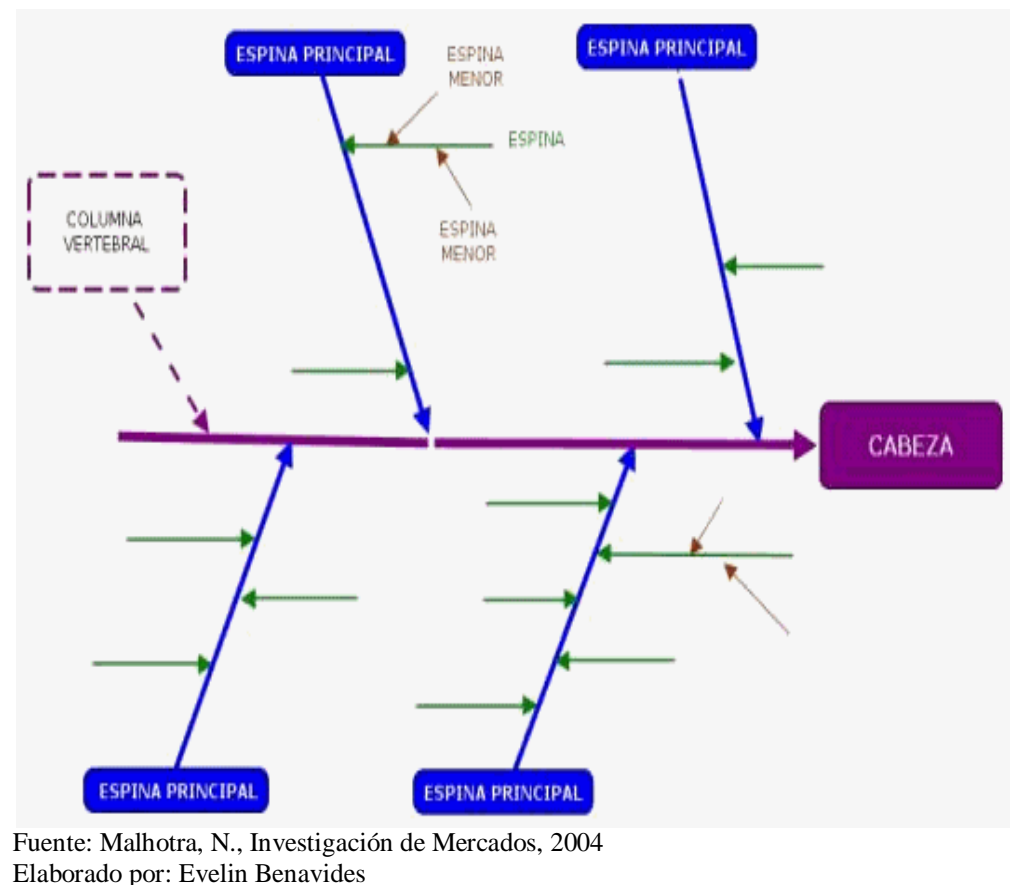 ESPINA PRINCIPAL
ESPINA PRINCIPAL
ESPINA
MENOR
ESPINA
ESPINA
MENOR
COLUMNA
VERTEBRAL
CABEZA
ESPINA PRINCIPAL
ESPINA PRINCIPAL
Fuente: Malhotra, N., Investigación de Mercados, 2004
Elaborado por: Evelin Benavides